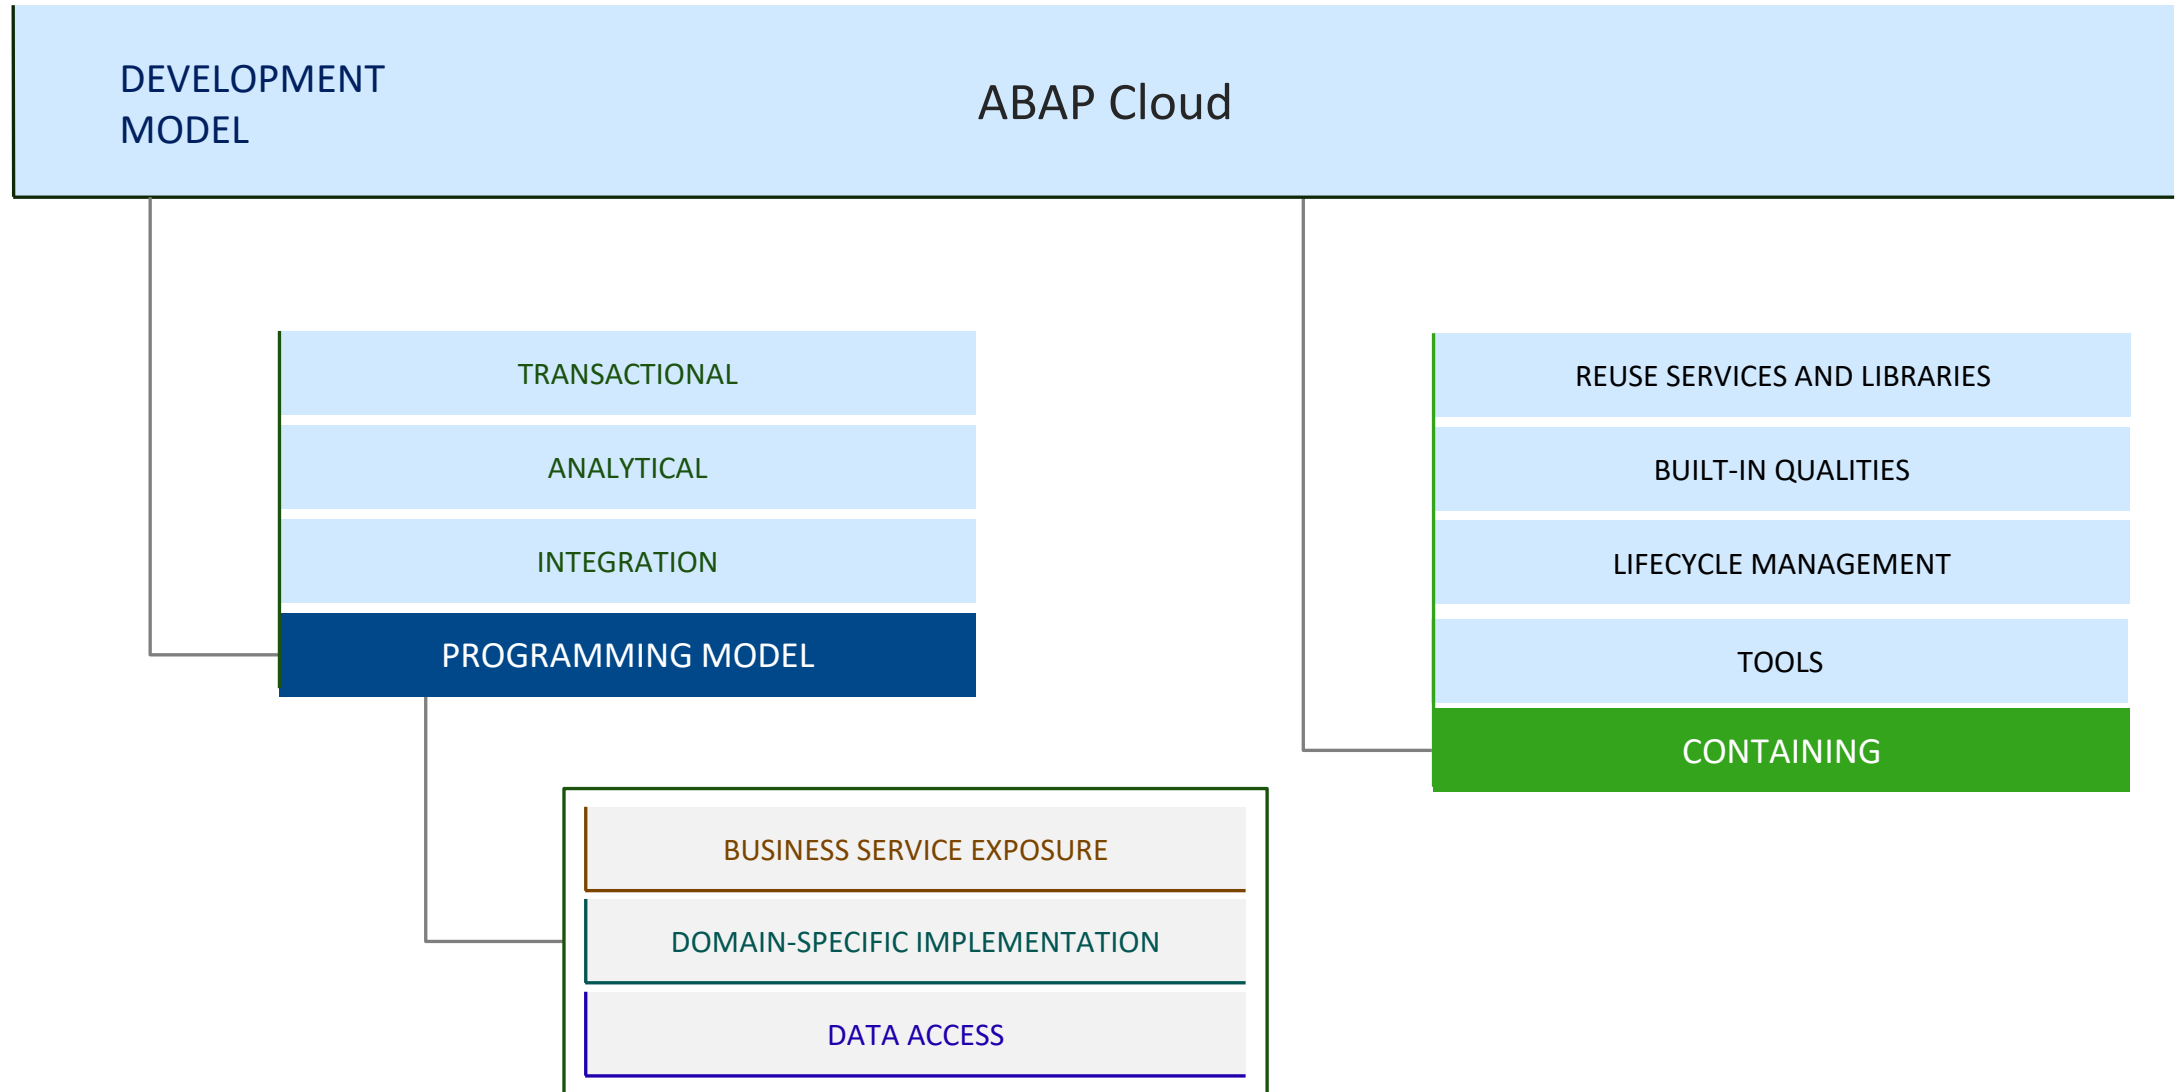 DEVELOPMENT
MODEL
ABAP Cloud
TRANSACTIONAL
ANALYTICAL
INTEGRATION
PROGRAMMING MODEL
REUSE SERVICES AND LIBRARIES
BUILT-IN QUALITIES
LIFECYCLE MANAGEMENT
TOOLS
CONTAINING
BUSINESS SERVICE EXPOSURE
DOMAIN-SPECIFIC IMPLEMENTATION
DATA ACCESS